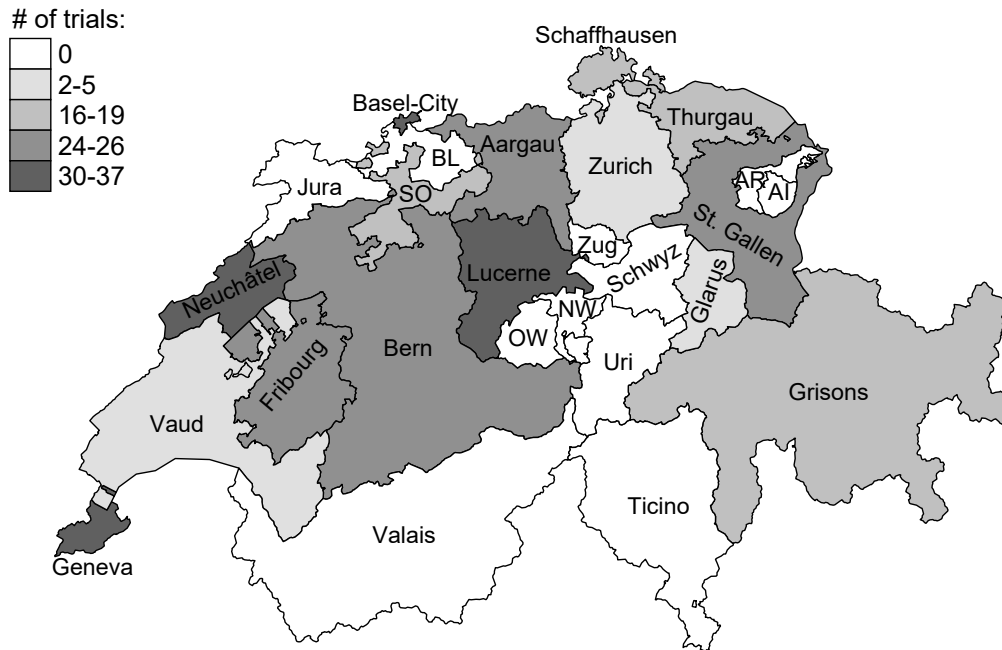 # of trials:
0
2-5
16-19
24-26
30-37
Schaffhausen
Basel-City
Thurgau
Aargau
BL
Zurich
Jura
SO
AR
AI
St. Gallen
Zug
Schwyz
Lucerne
Neuchâtel
Glarus
NW
OW
Bern
Uri
Fribourg
Grisons
Vaud
Ticino
Valais
Geneva